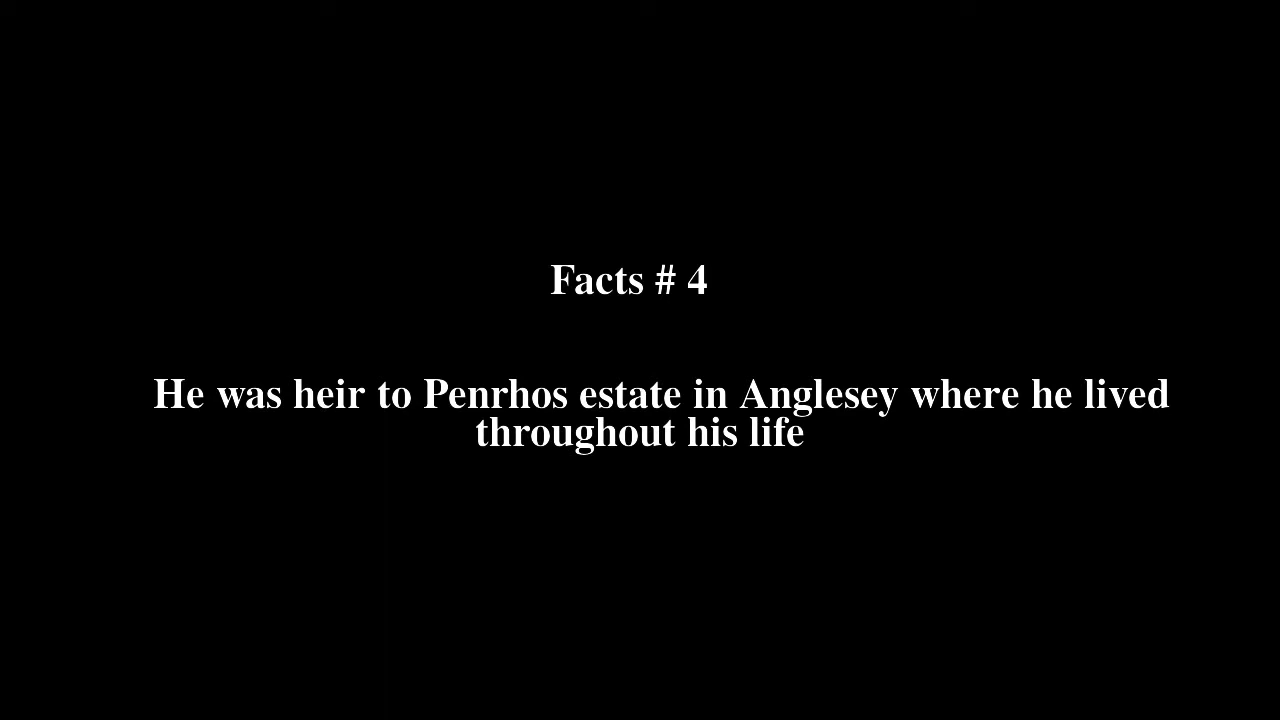 Facts # 4
He was heir to Penrhos estate in Anglesey where he lived
throughout his life